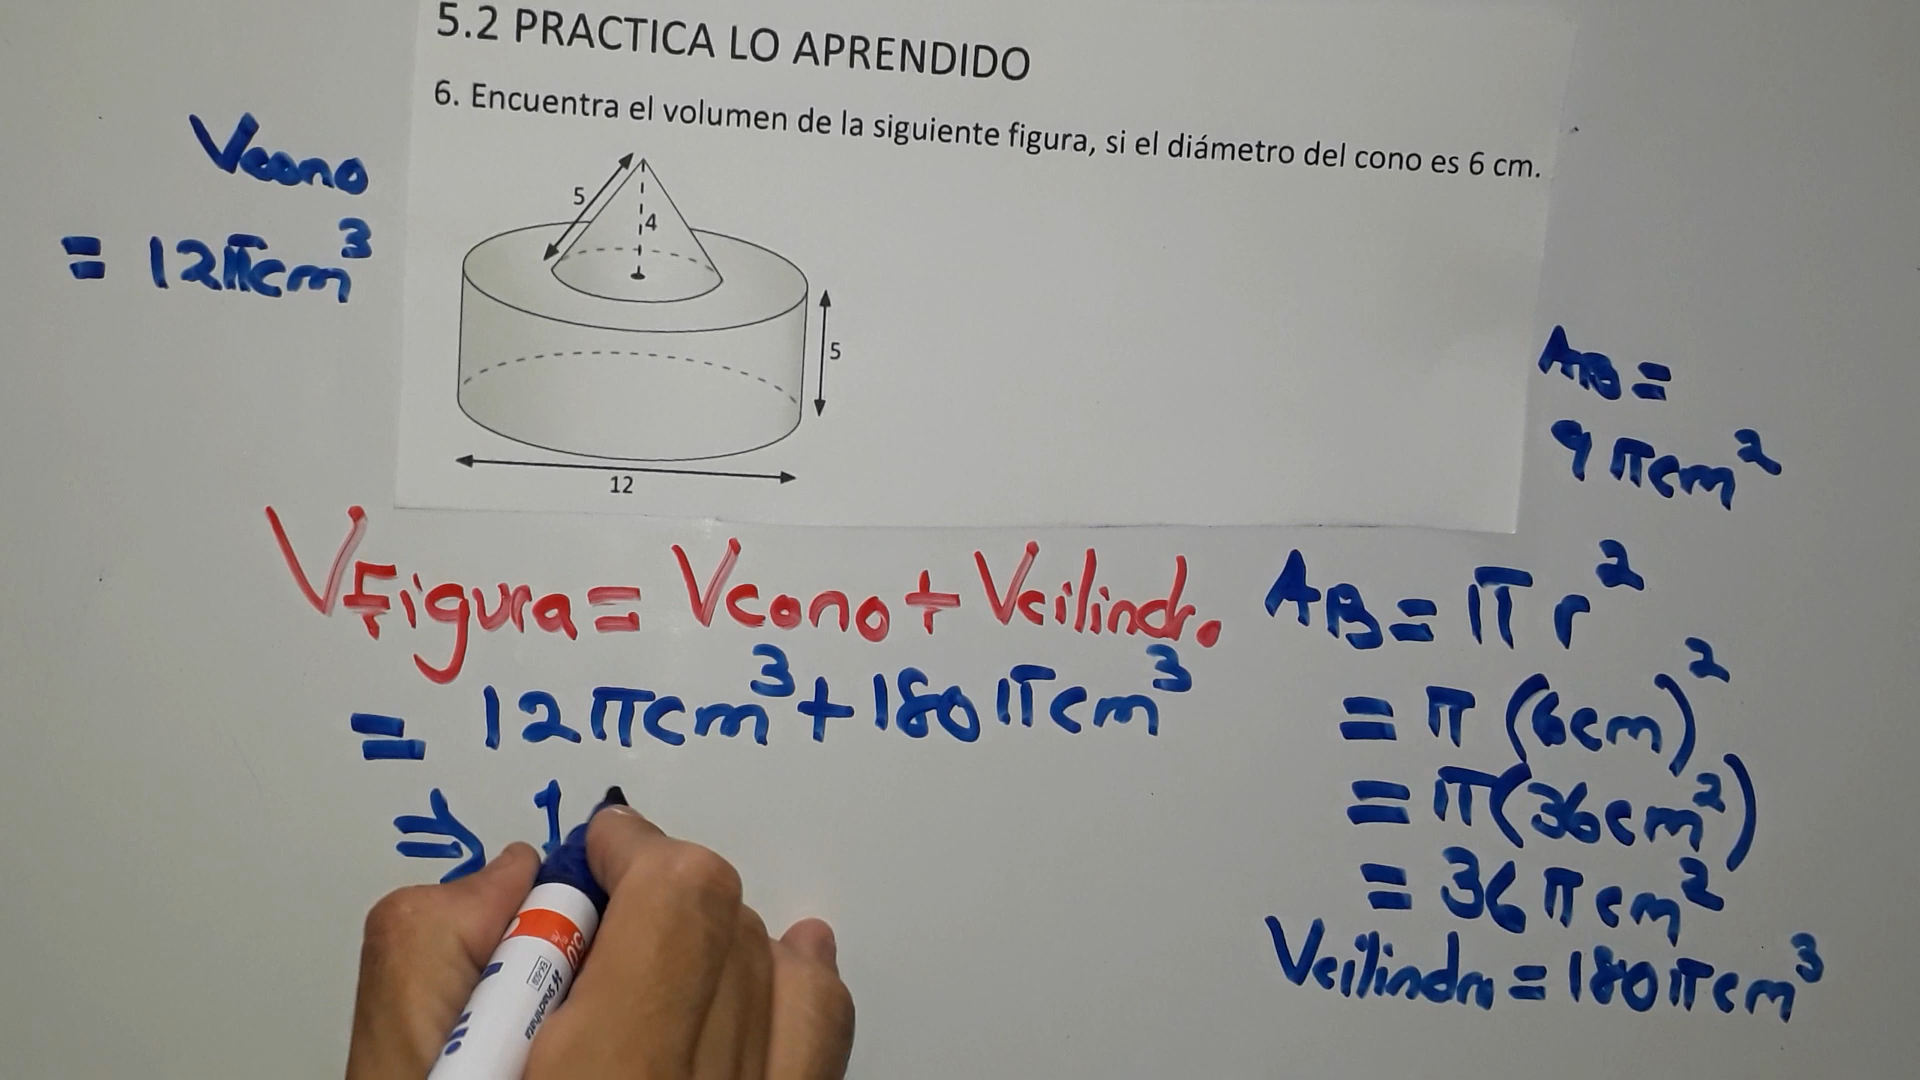 5.2 PRACTICA LO APRENDIDO
6. Encuentra el volumen de la siguiente figura, si el diámetro del cono es 6 cm.
5
4
5
12
Vcono
= 12πcm³
AB =
9πcm²
VFigura = Vcono + Vcilindro
= 12πcm³ + 180πcm³
⇒ 1
AB = πr²
= π(6cm)²
= π(36cm²)
= 36πcm²
Vcilindro = 180πcm³